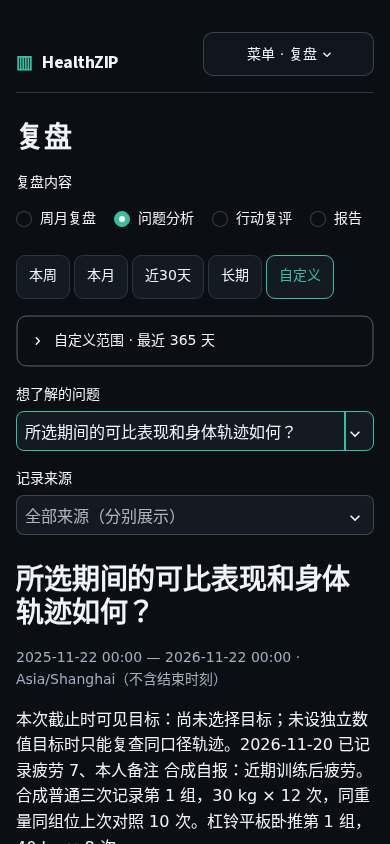 HealthZIP
菜单 · 复盘
复盘
复盘内容
周月复盘 问题分析 行动复评 报告
本周 本月 近30天 长期 自定义
自定义范围 · 最近 365 天
想了解的问题
所选期间的可比表现和身体轨迹如何？
记录来源
全部来源（分别展示）
所选期间的可比表现和身体
轨迹如何？
2025-11-22 00:00 — 2026-11-22 00:00 ·
Asia/Shanghai（不含结束时刻）
本次截止时可见目标：尚未选择目标；未设独立数
值目标时只能复查同口径轨迹。2026-11-20 已记
录疲劳 7、本人备注 合成自报：近期训练后疲劳。
合成普通三次记录第 1 组，30 kg × 12 次，同重
量同组位上次对照 10 次。杠铃平板卧推第 1 组，